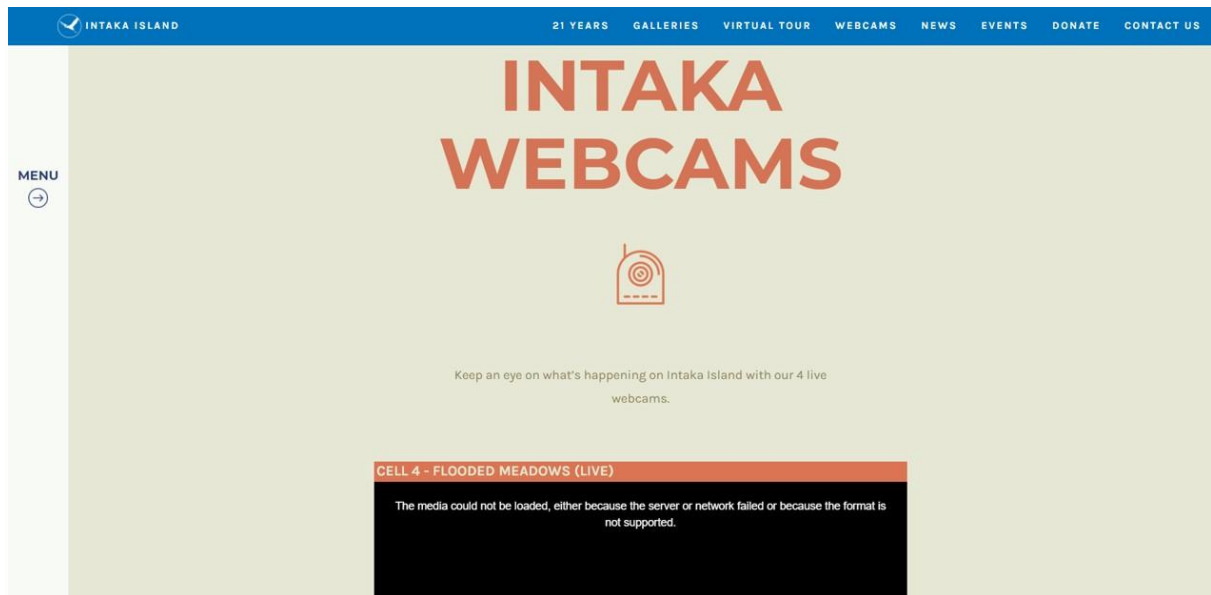 INTAKA ISLAND
21 YEARS GALLERIES VIRTUAL TOUR WEBCAMS NEWS EVENTS DONATE CONTACT US
INTAKA
WEBCAMS
MENU
Keep an eye on what's happening on Intaka Island with our 4 live
webcams.
CELL 4 - FLOODED MEADOWS (LIVE)
The media could not be loaded, either because the server or network failed or because the format is
not supported.